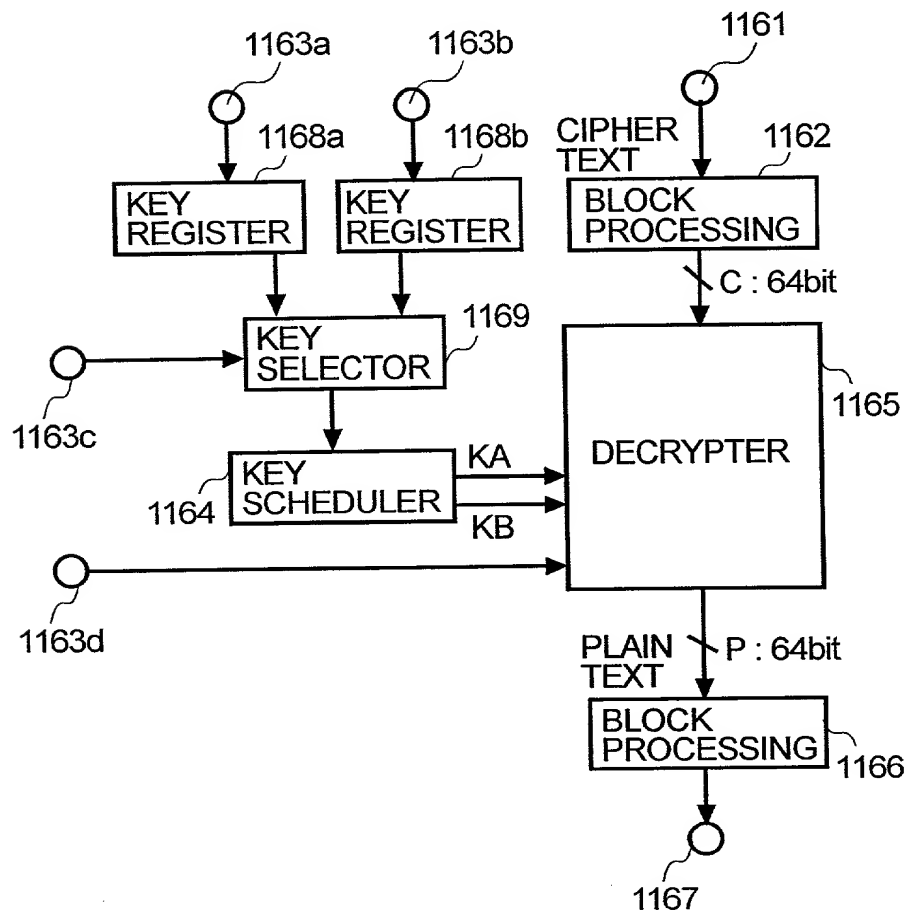 1163a
1163b
1161
1168a
1168b
CIPHER
TEXT
1162
KEY
REGISTER
KEY
REGISTER
BLOCK
PROCESSING
C : 64bit
KEY
SELECTOR
1169
1163c
1165
DECRYPTER
KEY
SCHEDULER
1164
KA
KB
1163d
PLAIN
TEXT
P : 64bit
BLOCK
PROCESSING
1166
1167